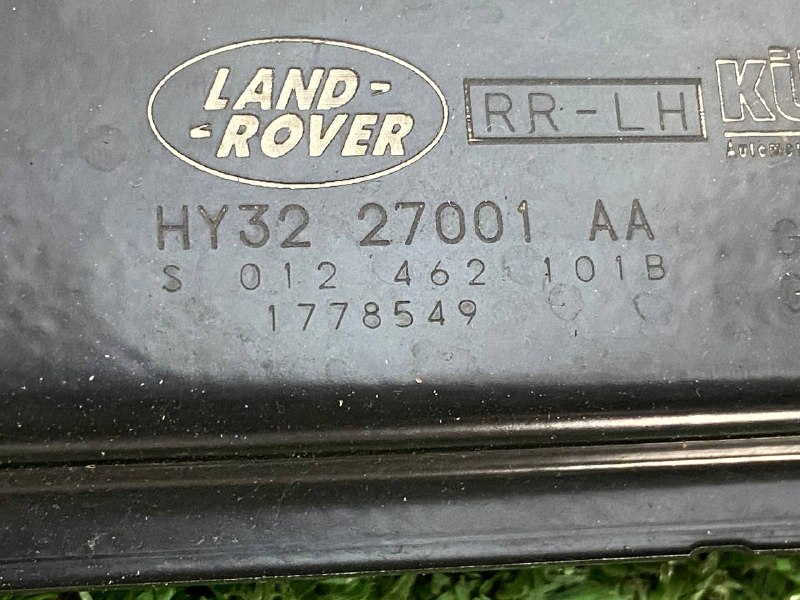 LAND-
-ROVER
RR-LH
HY32 27001 AA
S 012 462 101B
1778549